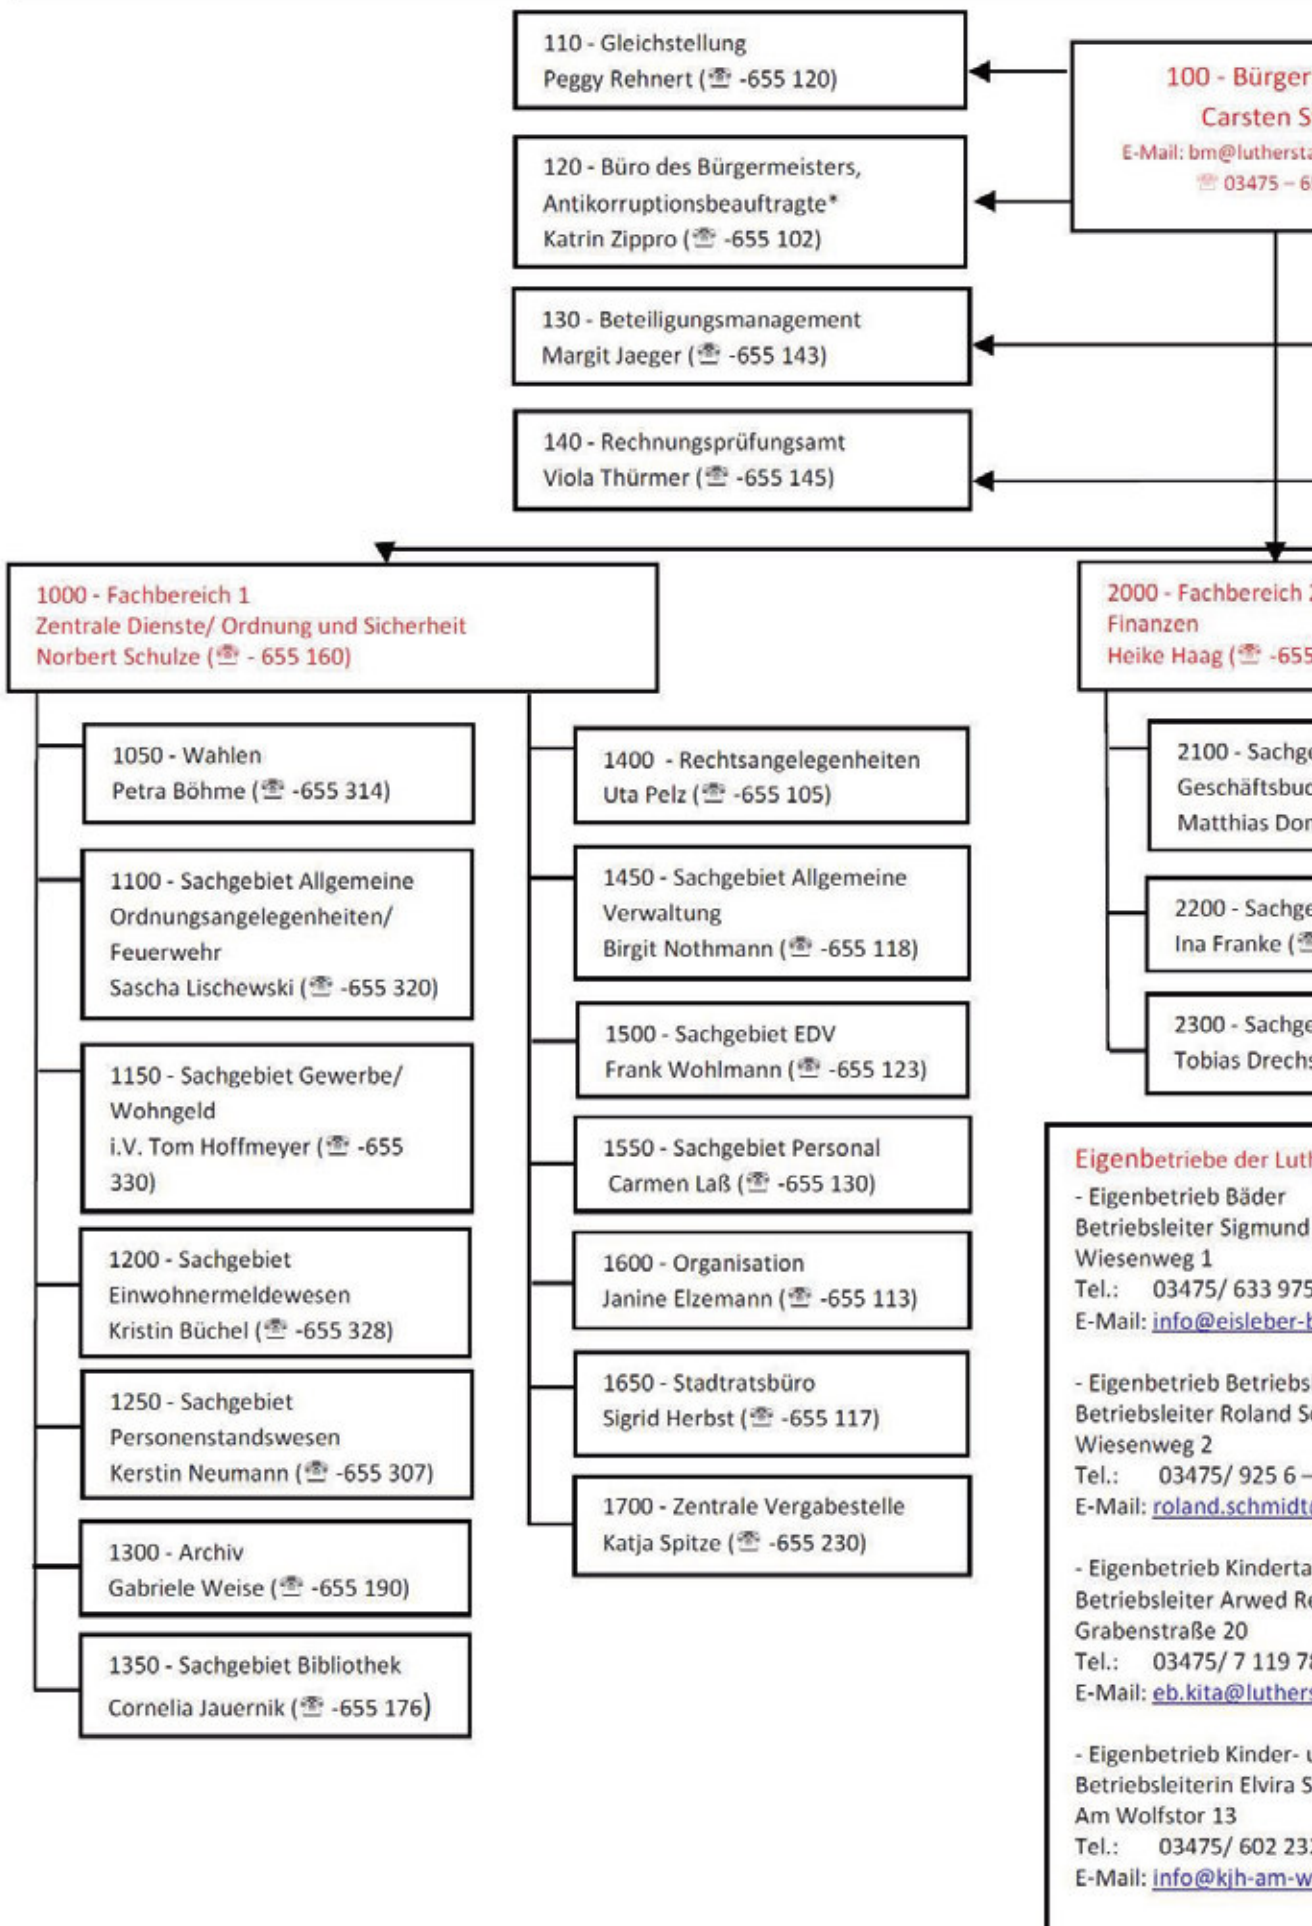 110 - Gleichstellung
Peggy Rehnert (☏ -655 120)
120 - Büro des Bürgermeisters,
Antikorruptionsbeauftragte*
Katrin Zippro (☏ -655 102)
130 - Beteiligungsmanagement
Margit Jaeger (☏ -655 143)
140 - Rechnungsprüfungsamt
Viola Thürmer (☏ -655 145)
100 - Bürger
Carsten S
E-Mail: bm@luthersta
☏ 03475 – 6
1000 - Fachbereich 1
Zentrale Dienste/ Ordnung und Sicherheit
Norbert Schulze (☏ - 655 160)
1050 - Wahlen
Petra Böhme (☏ -655 314)
1100 - Sachgebiet Allgemeine
Ordnungsangelegenheiten/
Feuerwehr
Sascha Lischewski (☏ -655 320)
1150 - Sachgebiet Gewerbe/
Wohngeld
i.V. Tom Hoffmeyer (☏ -655
330)
1200 - Sachgebiet
Einwohnermeldewesen
Kristin Büchel (☏ -655 328)
1250 - Sachgebiet
Personenstandswesen
Kerstin Neumann (☏ -655 307)
1300 - Archiv
Gabriele Weise (☏ -655 190)
1350 - Sachgebiet Bibliothek
Cornelia Jauernik (☏ -655 176)
1400 - Rechtsangelegenheiten
Uta Pelz (☏ -655 105)
1450 - Sachgebiet Allgemeine
Verwaltung
Birgit Nothmann (☏ -655 118)
1500 - Sachgebiet EDV
Frank Wohlmann (☏ -655 123)
1550 - Sachgebiet Personal
Carmen Laß (☏ -655 130)
1600 - Organisation
Janine Elzemann (☏ -655 113)
1650 - Stadtratsbüro
Sigrid Herbst (☏ -655 117)
1700 - Zentrale Vergabestelle
Katja Spitze (☏ -655 230)
2000 - Fachbereich 2
Finanzen
Heike Haag (☏ -655
2100 - Sachge
Geschäftsbuc
Matthias Dor
2200 - Sachge
Ina Franke (☏
2300 - Sachge
Tobias Drechs
Eigenbetriebe der Luth
- Eigenbetrieb Bäder
Betriebsleiter Sigmund
Wiesenweg 1
Tel.: 03475/ 633 975
E-Mail: info@eisleber-b
- Eigenbetrieb Betriebs
Betriebsleiter Roland S
Wiesenweg 2
Tel.: 03475/ 925 6 –
E-Mail: roland.schmidt
- Eigenbetrieb Kinderta
Betriebsleiter Arwed Re
Grabenstraße 20
Tel.: 03475/ 7 119 78
E-Mail: eb.kita@luthers
- Eigenbetrieb Kinder- u
Betriebsleiterin Elvira S
Am Wolfstor 13
Tel.: 03475/ 602 232
E-Mail: info@kjh-am-w